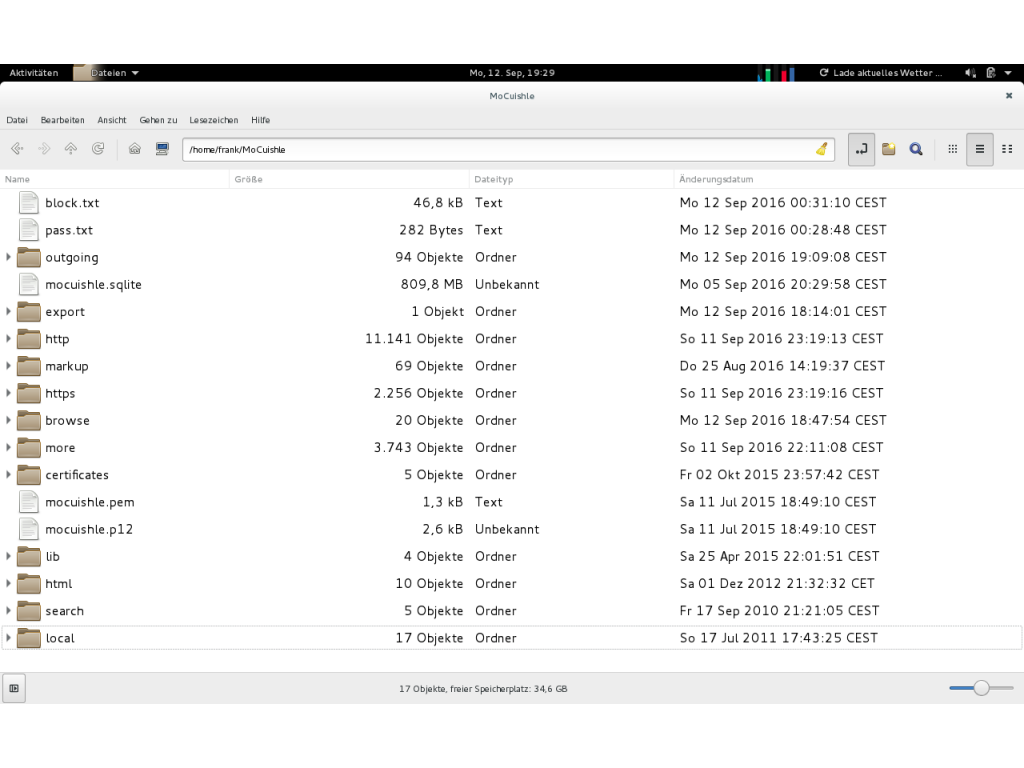 Aktivitäten Dateien Mo, 12. Sep, 19:29 Lade aktuelles Wetter ...
MoCuishle
Datei Bearbeiten Ansicht Gehen zu Lesezeichen Hilfe
/home/frank/MoCuishle
Name Größe Dateityp Änderungsdatum
block.txt 46,8 kB Text Mo 12 Sep 2016 00:31:10 CEST
pass.txt 282 Bytes Text Mo 12 Sep 2016 00:28:48 CEST
outgoing 94 Objekte Ordner Mo 12 Sep 2016 19:09:08 CEST
mocuishle.sqlite 809,8 MB Unbekannt Mo 05 Sep 2016 20:29:58 CEST
export 1 Objekt Ordner Mo 12 Sep 2016 18:14:01 CEST
http 11.141 Objekte Ordner So 11 Sep 2016 23:19:13 CEST
markup 69 Objekte Ordner Do 25 Aug 2016 14:19:37 CEST
https 2.256 Objekte Ordner So 11 Sep 2016 23:19:16 CEST
browse 20 Objekte Ordner Mo 12 Sep 2016 18:47:54 CEST
more 3.743 Objekte Ordner So 11 Sep 2016 22:11:08 CEST
certificates 5 Objekte Ordner Fr 02 Okt 2015 23:57:42 CEST
mocuishle.pem 1,3 kB Text Sa 11 Jul 2015 18:49:10 CEST
mocuishle.p12 2,6 kB Unbekannt Sa 11 Jul 2015 18:49:10 CEST
lib 4 Objekte Ordner Sa 25 Apr 2015 22:01:51 CEST
html 10 Objekte Ordner Sa 01 Dez 2012 21:32:32 CET
search 5 Objekte Ordner Fr 17 Sep 2010 21:21:05 CEST
local 17 Objekte Ordner So 17 Jul 2011 17:43:25 CEST
17 Objekte, freier Speicherplatz: 34,6 GB